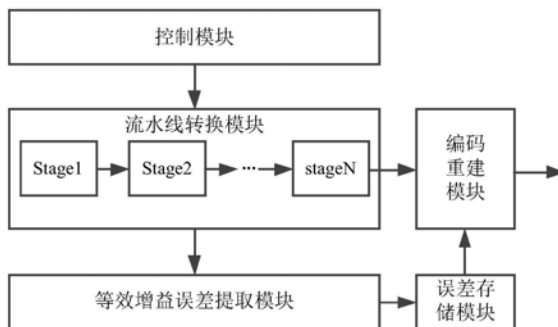 控制模块
流水线转换模块
Stage1
Stage2
···
stageN
编码
重建
模块
等效增益误差提取模块
误差存
储模块